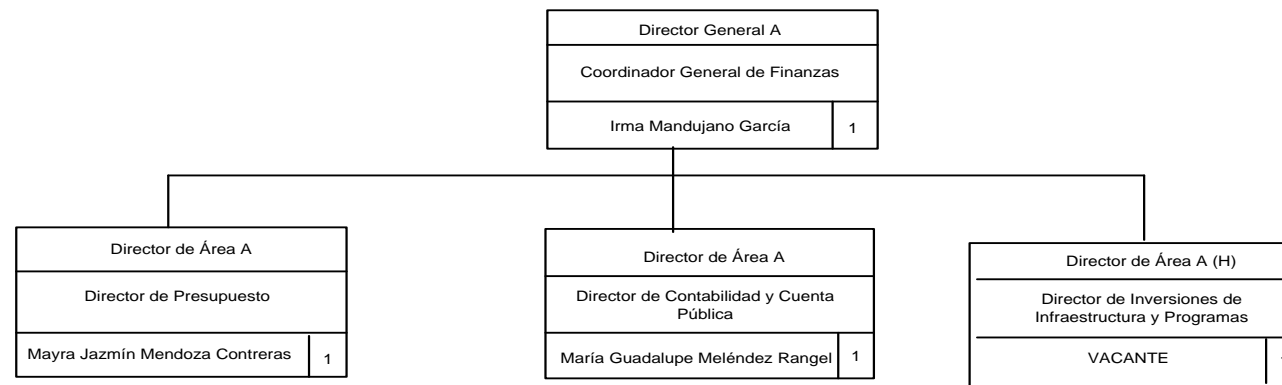 Director General A
Coordinador General de Finanzas
Irma Mandujano García
1
Director de Área A
Director de Presupuesto
Mayra Jazmín Mendoza Contreras
1
Director de Área A
Director de Contabilidad y Cuenta
Pública
María Guadalupe Meléndez Rangel
1
Director de Área A (H)
Director de Inversiones de
Infraestructura y Programas
VACANTE